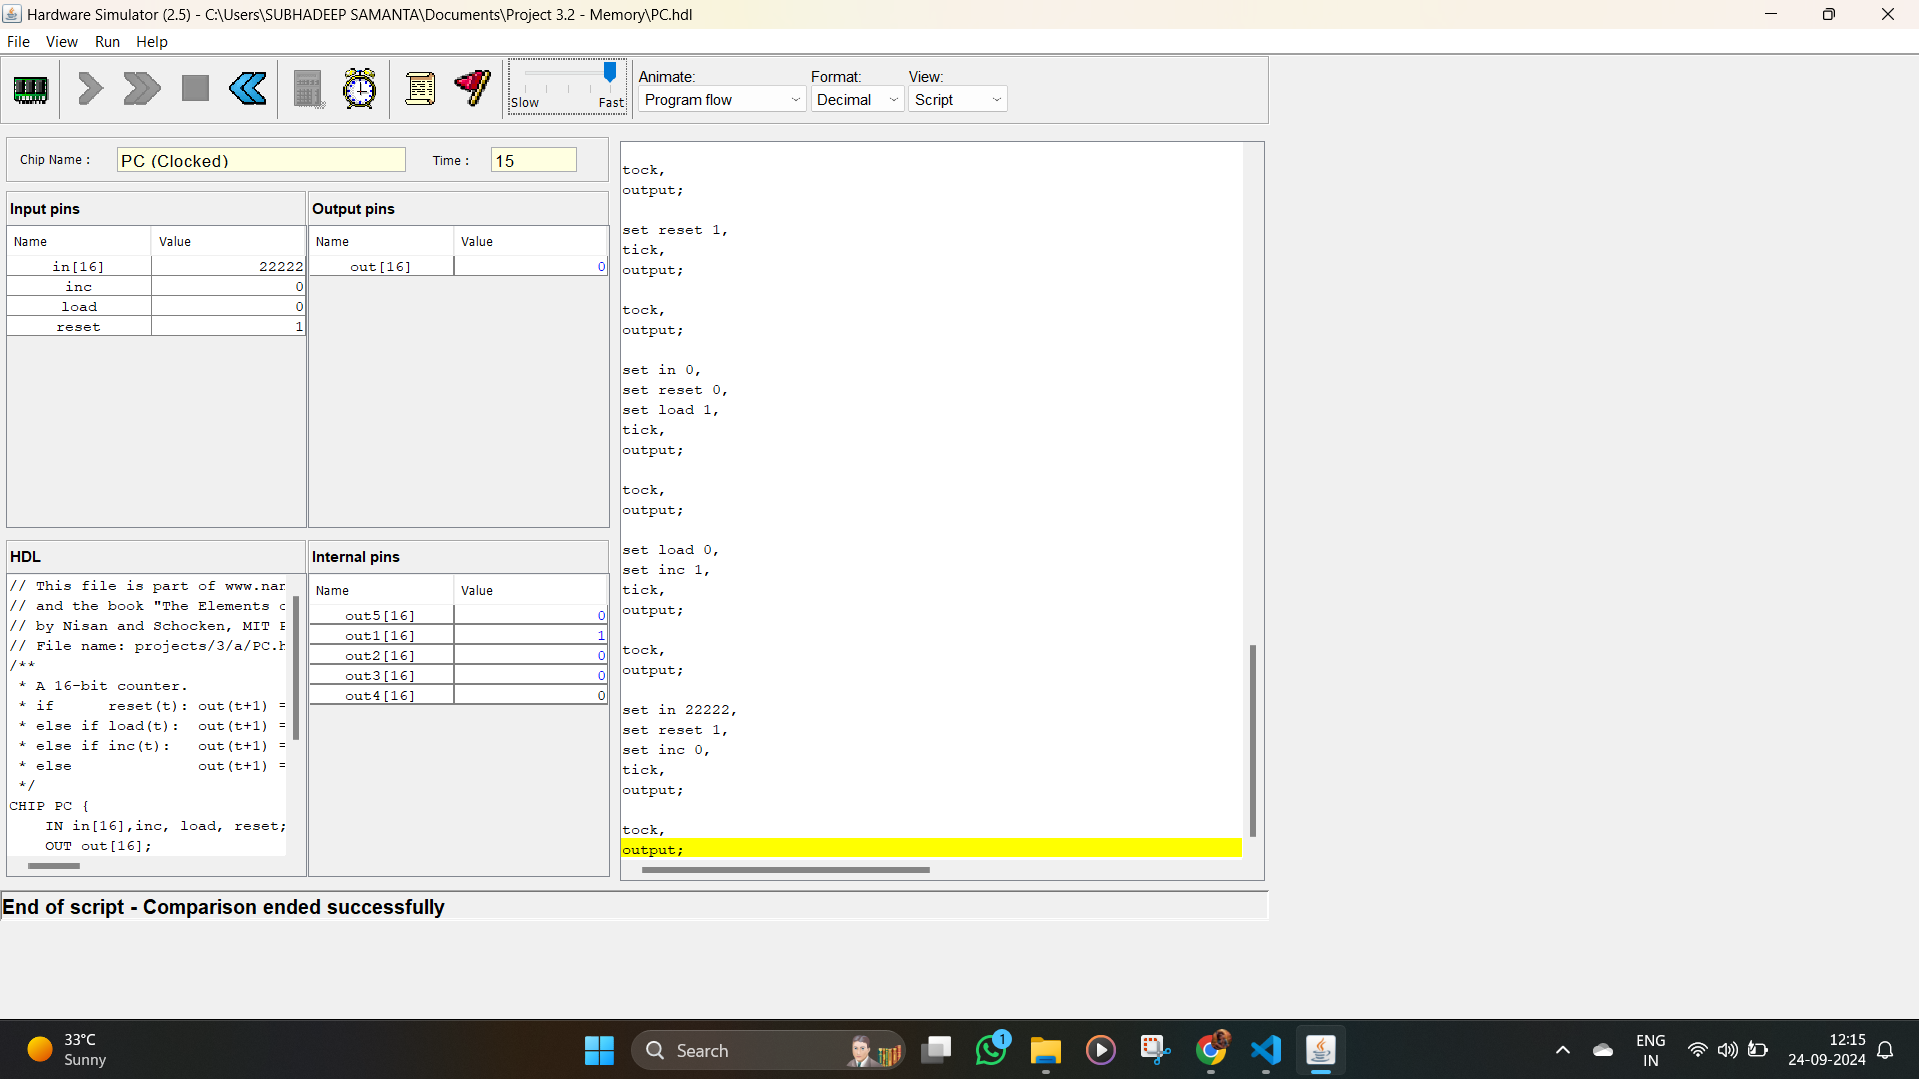 Hardware Simulator (2.5) - C:\Users\SUBHADEEP SAMANTA\Documents\Project 3.2 - Memory\PC.hdl
File View Run Help
Slow Fast
Animate: Format: View:
Program flow Decimal Script
Chip Name : PC (Clocked) Time : 15
Input pins
Name Value
in[16] 22222
inc 0
load 0
reset 1
Output pins
Name Value
out[16] 0
HDL
// This file is part of www.nan
// and the book "The Elements o
// by Nisan and Schocken, MIT P
// File name: projects/3/a/PC.h
/**
* A 16-bit counter.
* if reset(t): out(t+1) =
* else if load(t): out(t+1) =
* else if inc(t): out(t+1) =
* else out(t+1) =
*/
CHIP PC {
IN in[16],inc, load, reset;
OUT out[16];
Internal pins
Name Value
out5[16] 0
out1[16] 1
out2[16] 0
out3[16] 0
out4[16] 0
tock,
output;
set reset 1,
tick,
output;
tock,
output;
set in 0,
set reset 0,
set load 1,
tick,
output;
tock,
output;
set load 0,
set inc 1,
tick,
output;
tock,
output;
set in 22222,
set reset 1,
set inc 0,
tick,
output;
tock,
output;
End of script - Comparison ended successfully
33°C
Sunny
Search
1
ENG
IN
12:15
24-09-2024